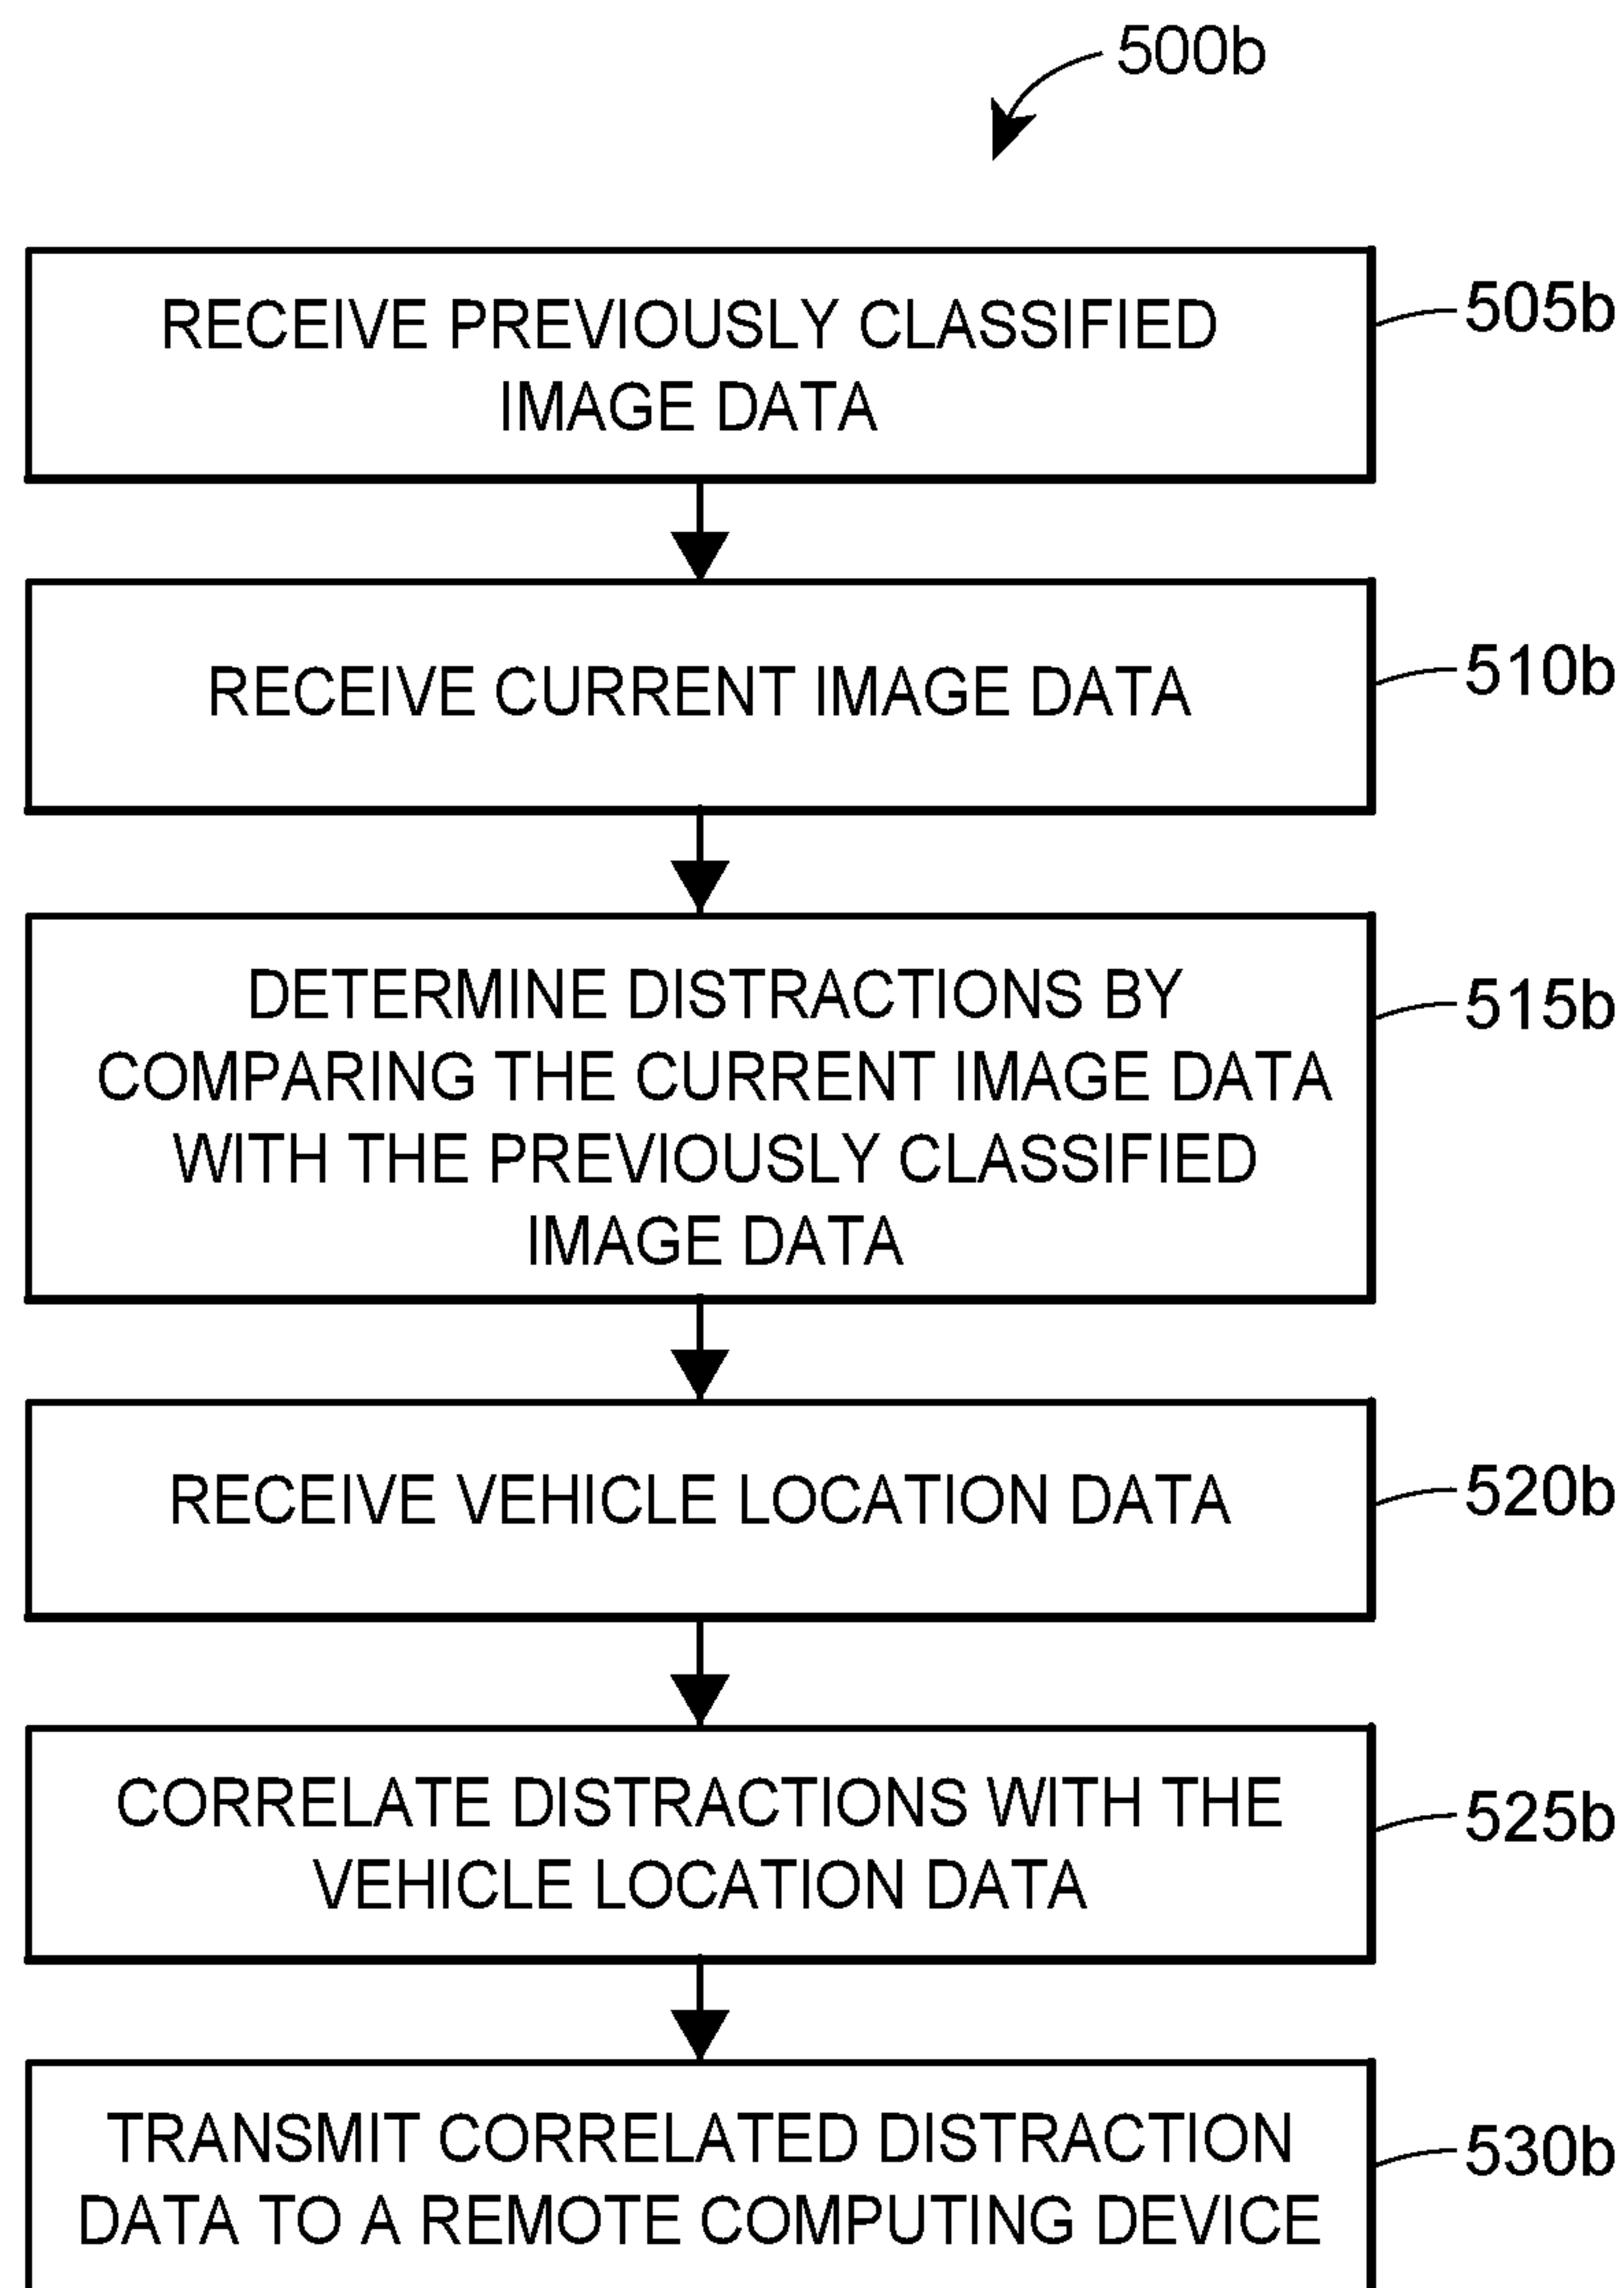 500b
RECEIVE PREVIOUSLY CLASSIFIED
IMAGE DATA
505b
RECEIVE CURRENT IMAGE DATA
510b
DETERMINE DISTRACTIONS BY
COMPARING THE CURRENT IMAGE DATA
WITH THE PREVIOUSLY CLASSIFIED
IMAGE DATA
515b
RECEIVE VEHICLE LOCATION DATA
520b
CORRELATE DISTRACTIONS WITH THE
VEHICLE LOCATION DATA
525b
TRANSMIT CORRELATED DISTRACTION
DATA TO A REMOTE COMPUTING DEVICE
530b